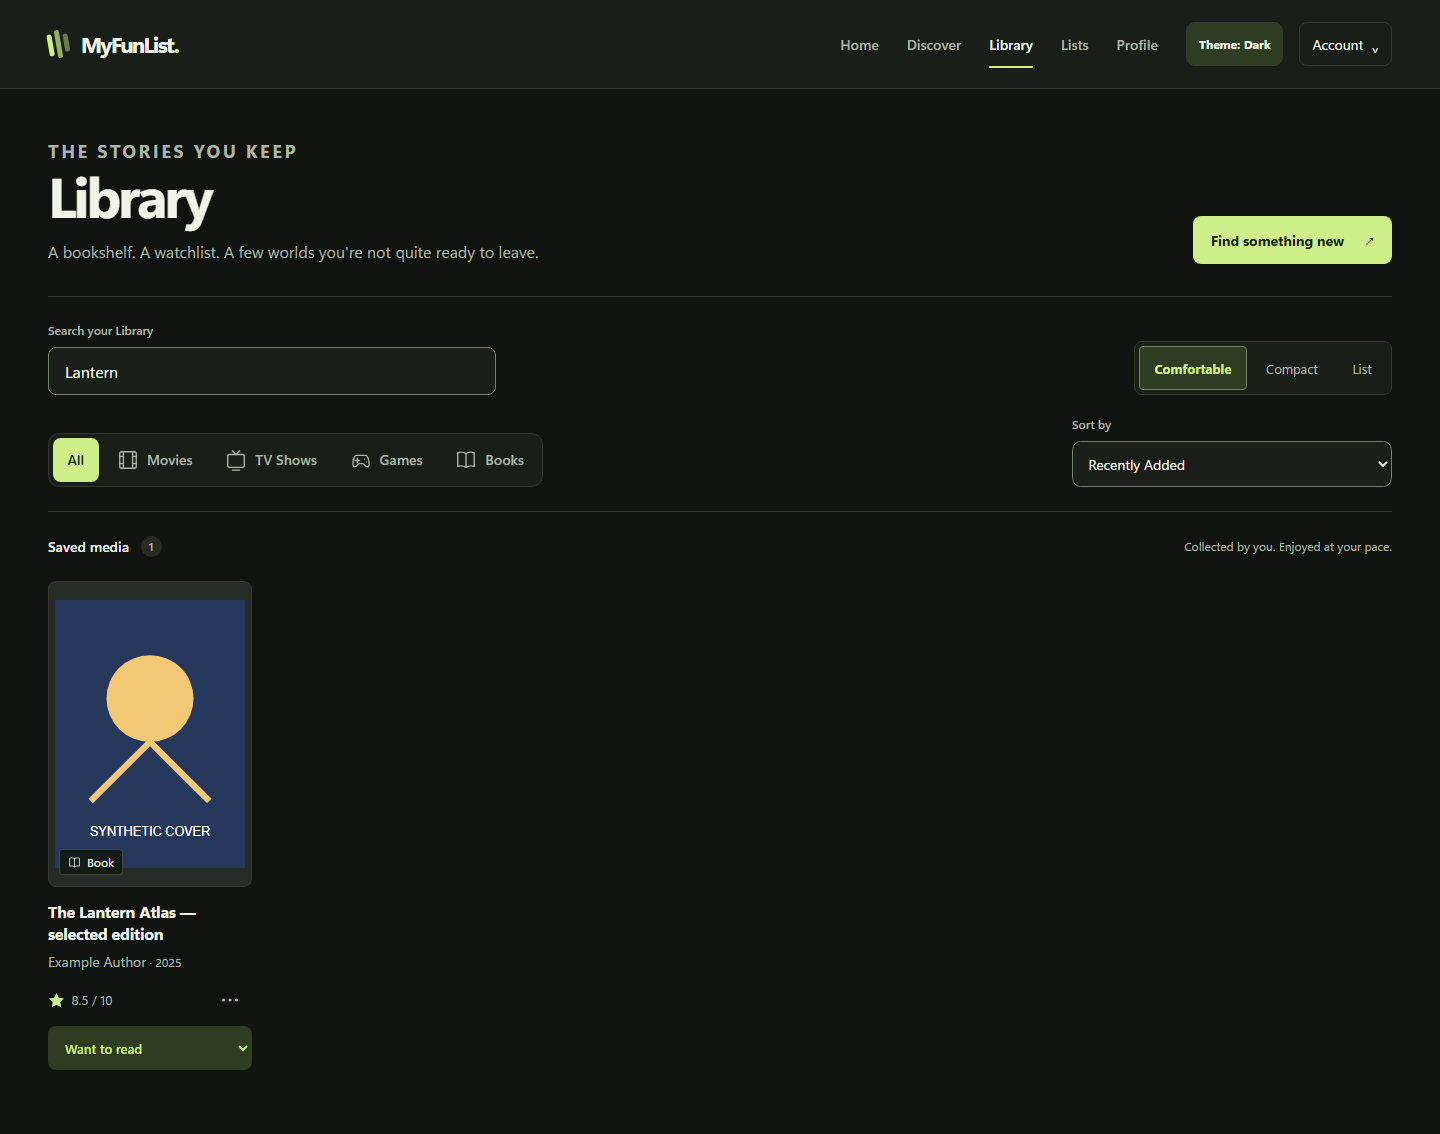 MyFunList.
Home
Discover
Library
Lists
Profile
Theme: Dark
Account
THE STORIES YOU KEEP
Library
A bookshelf. A watchlist. A few worlds you're not quite ready to leave.
Find something new ↗
Search your Library
Lantern
Comfortable
Compact
List
All
Movies
TV Shows
Games
Books
Sort by
Recently Added
Saved media 1
Collected by you. Enjoyed at your pace.
SYNTHETIC COVER
Book
The Lantern Atlas —
selected edition
Example Author · 2025
8.5 / 10
Want to read